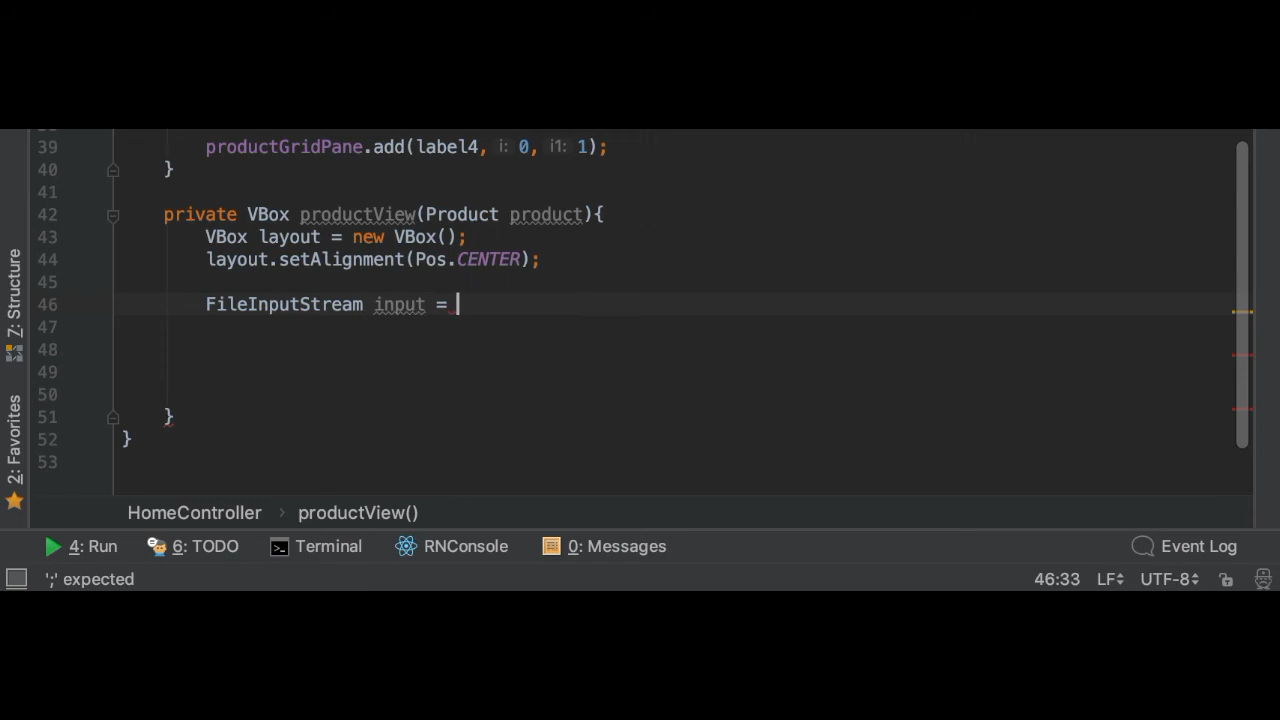 39 productGridPane.add(label4, i: 0, i1: 1);
40 }
41
42 private VBox productView(Product product){
43 VBox layout = new VBox();
44 layout.setAlignment(Pos.CENTER);
45
46 FileInputStream input =
47
48
49
50
51 }
52 }
53
7: Structure
2: Favorites
HomeController › productView()
4: Run 6: TODO Terminal RNConsole 0: Messages Event Log
';' expected 46:33 LF UTF-8